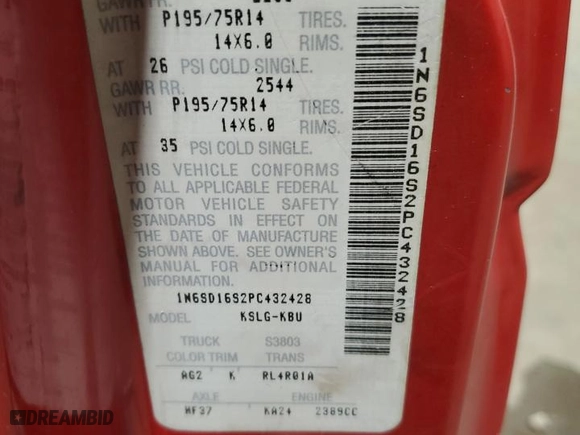 GAWR FR.
WITH P195/75R14 TIRES.
14X6.0 RIMS.
AT 26 PSI COLD SINGLE.
GAWR RR. 2544
WITH P195/75R14 TIRES.
14X6.0 RIMS.
AT 35 PSI COLD SINGLE.
THIS VEHICLE CONFORMS
TO ALL APPLICABLE FEDERAL
MOTOR VEHICLE SAFETY
STANDARDS IN EFFECT ON
THE DATE OF MANUFACTURE
SHOWN ABOVE. SEE OWNER'S
MANUAL FOR ADDITIONAL
INFORMATION.
1N6SD16S2PC432428
MODEL KSLG-KBU
TRUCK S3803
COLOR TRIM TRANS
AG2 K RL4R01A
AXLE ENGINE
HF37 KA24 2389CC
1N6SD16S2PC432428
DREAMBID